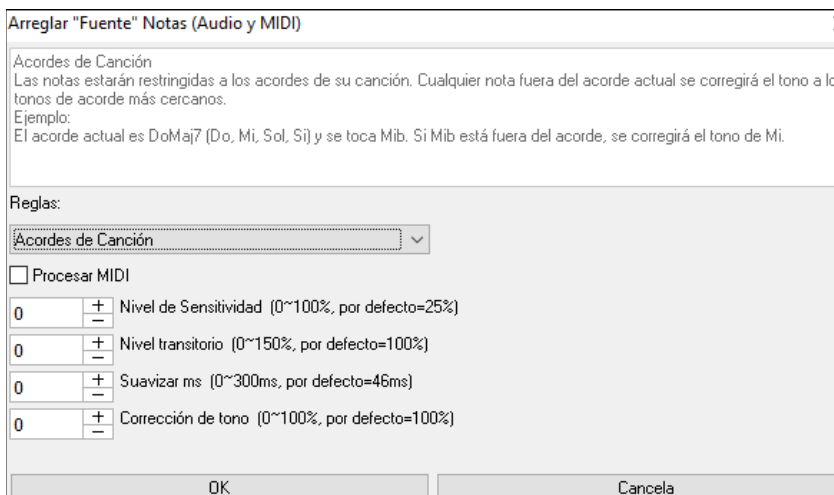 Arreglar "Fuente" Notas (Audio y MIDI)
Acordes de Canción
Las notas estarán restringidas a los acordes de su canción. Cualquier nota fuera del acorde actual se corregirá el tono a lo
tonos de acorde más cercanos.
Ejemplo:
El acorde actual es DoMaj7 (Do, Mi, Sol, Si) y se toca Mib. Si Mib está fuera del acorde, se corregirá el tono de Mi.
Reglas:
Acordes de Canción
Procesar MIDI
0 Nivel de Sensitividad (0~100%, por defecto=25%)
0 Nivel transitorio (0~150%, por defecto=100%)
0 Suavizar ms (0~300ms, por defecto=46ms)
0 Corrección de tono (0~100%, por defecto=100%)
OK Cancela